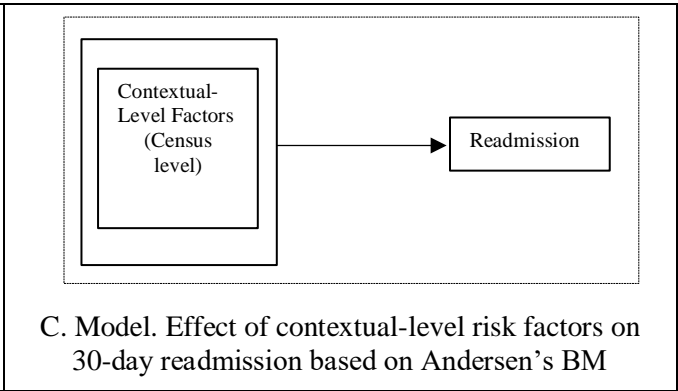 Contextual-
Level Factors
(Census
level)
Readmission
C. Model. Effect of contextual-level risk factors on
30-day readmission based on Andersen’s BM